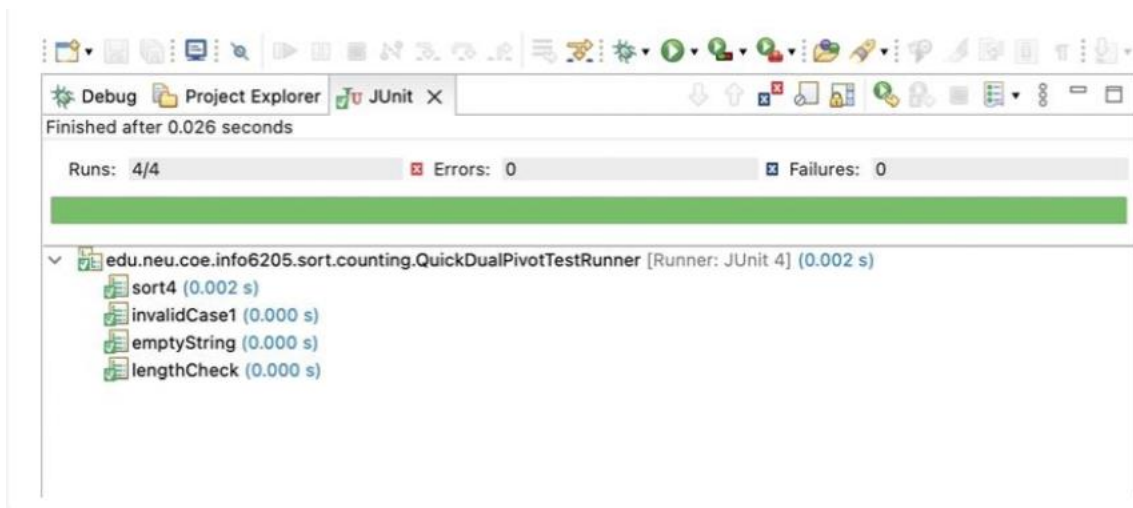 Debug Project Explorer JUnit
Finished after 0.026 seconds
Runs: 4/4 Errors: 0 Failures: 0
edu.neu.coe.info6205.sort.counting.QuickDualPivotTestRunner [Runner: JUnit 4] (0.002 s)
sort4 (0.002 s)
invalidCase1 (0.000 s)
emptyString (0.000 s)
lengthCheck (0.000 s)